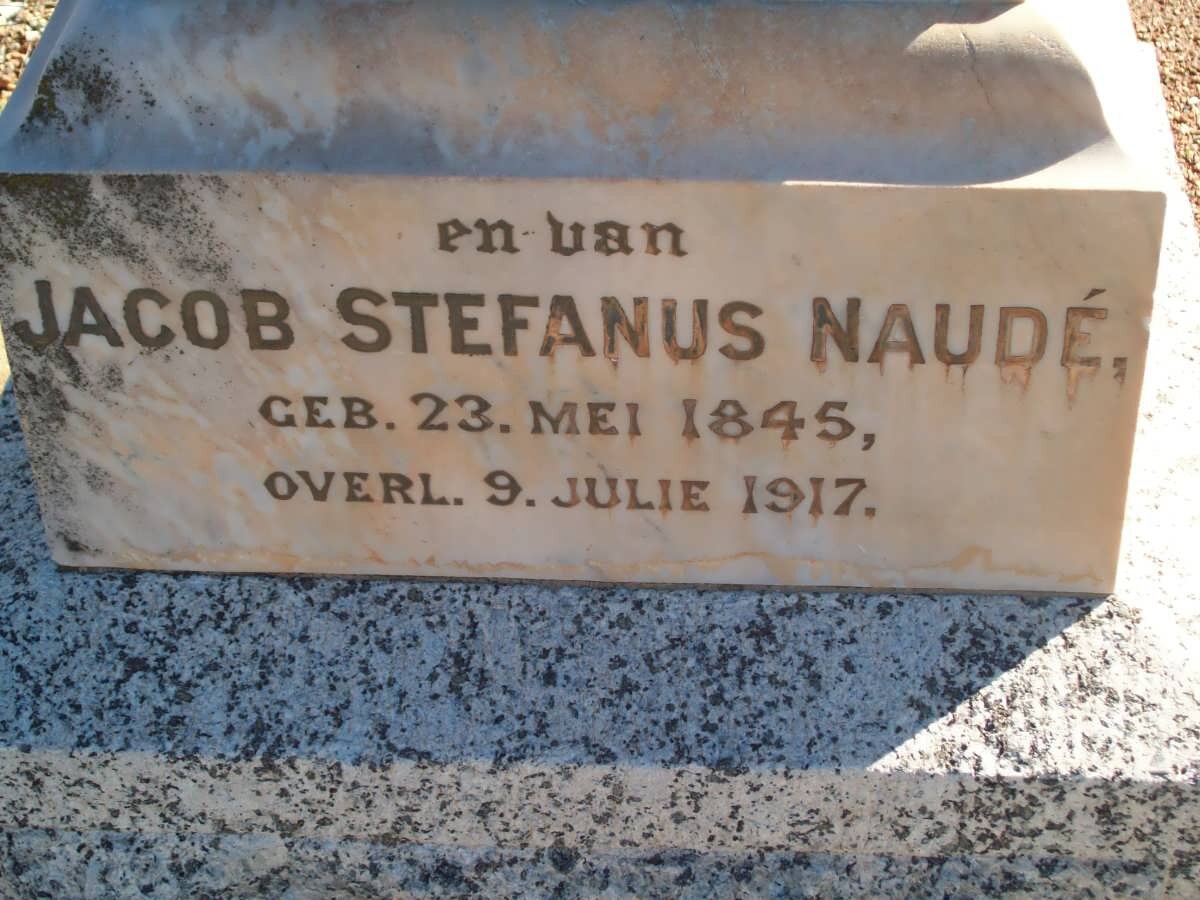 en van
JACOB STEFANUS NAUDÉ,
GEB. 23. MEI 1845,
OVERL. 9. JULIE 1917.